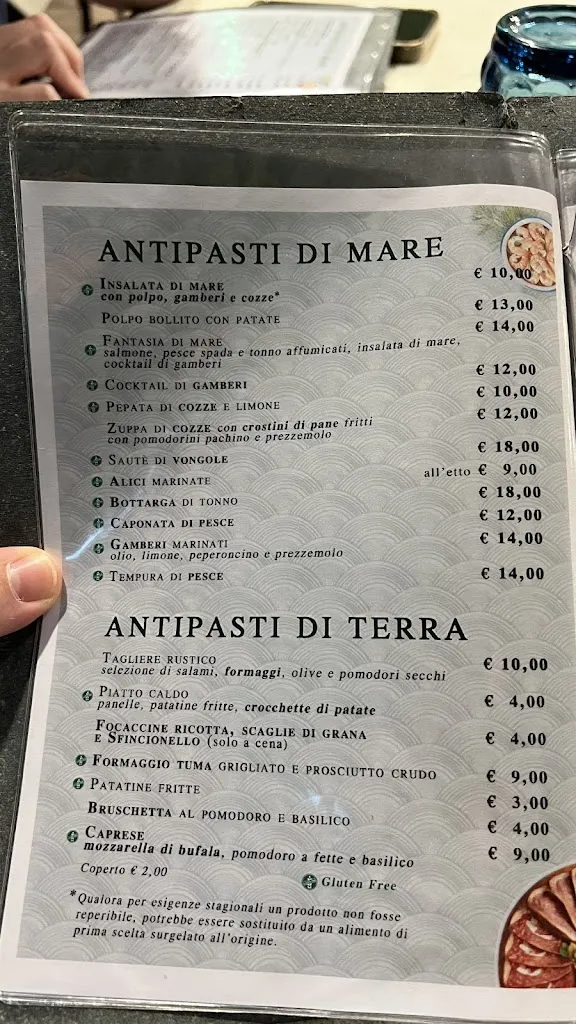 ANTIPASTI DI MARE
INSALATA DI MARE € 10,00
con polpo, gamberi e cozze*
POLPO BOLLITO CON PATATE € 13,00
FANTASIA DI MARE € 14,00
salmone, pesce spada e tonno affumicati, insalata di mare,
cocktail di gamberi
COCKTAIL DI GAMBERI € 12,00
PEPATA DI COZZE E LIMONE € 10,00
ZUPPA DI COZZE con crostini di pane fritti € 12,00
con pomodorini pachino e prezzemolo
SAUTÈ DI VONGOLE € 18,00
ALICI MARINATE all'etto € 9,00
BOTTARGA DI TONNO € 18,00
CAPONATA DI PESCE € 12,00
GAMBERI MARINATI € 14,00
olio, limone, peperoncino e prezzemolo
TEMPURA DI PESCE € 14,00
ANTIPASTI DI TERRA
TAGLIERE RUSTICO € 10,00
selezione di salami, formaggi, olive e pomodori secchi
PIATTO CALDO € 4,00
panelle, patatine fritte, crocchette di patate
FOCACCINE RICOTTA, SCAGLIE DI GRANA
E SFINCIONELLO (solo a cena) € 4,00
FORMAGGIO TUMA GRIGLIATO E PROSCIUTTO CRUDO € 9,00
PATATINE FRITTE € 3,00
BRUSCHETTA AL POMODORO E BASILICO € 4,00
CAPRESE € 9,00
mozzarella di bufala, pomodoro a fette e basilico
Coperto € 2,00
Gluten Free
*Qualora per esigenze stagionali un prodotto non fosse
reperibile, potrebbe essere sostituito da un alimento di
prima scelta surgelato all'origine.